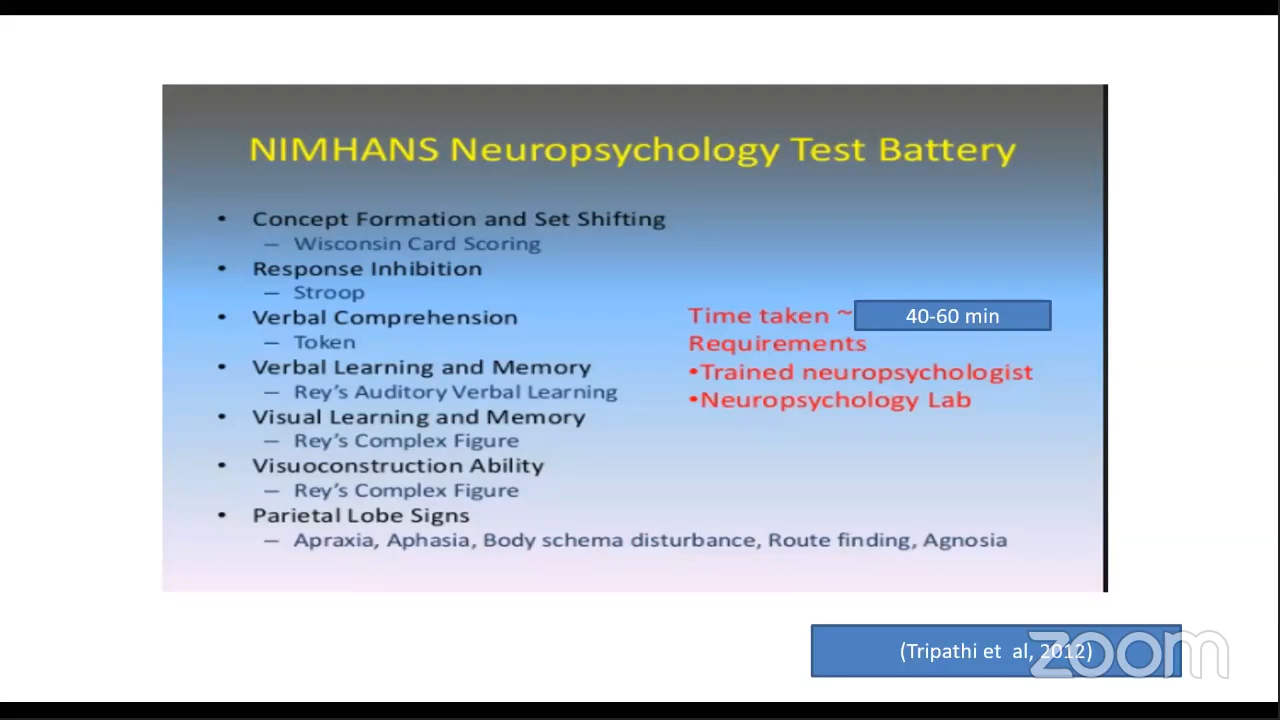 NIMHANS Neuropsychology Test Battery
• Concept Formation and Set Shifting
– Wisconsin Card Scoring
• Response Inhibition
– Stroop
• Verbal Comprehension
– Token
• Verbal Learning and Memory
– Rey's Auditory Verbal Learning
• Visual Learning and Memory
– Rey's Complex Figure
• Visuoconstruction Ability
– Rey's Complex Figure
• Parietal Lobe Signs
– Apraxia, Aphasia, Body schema disturbance, Route finding, Agnosia
Time taken ~ 40-60 min
Requirements
•Trained neuropsychologist
•Neuropsychology Lab
(Tripathi et al, 2012)
zoom